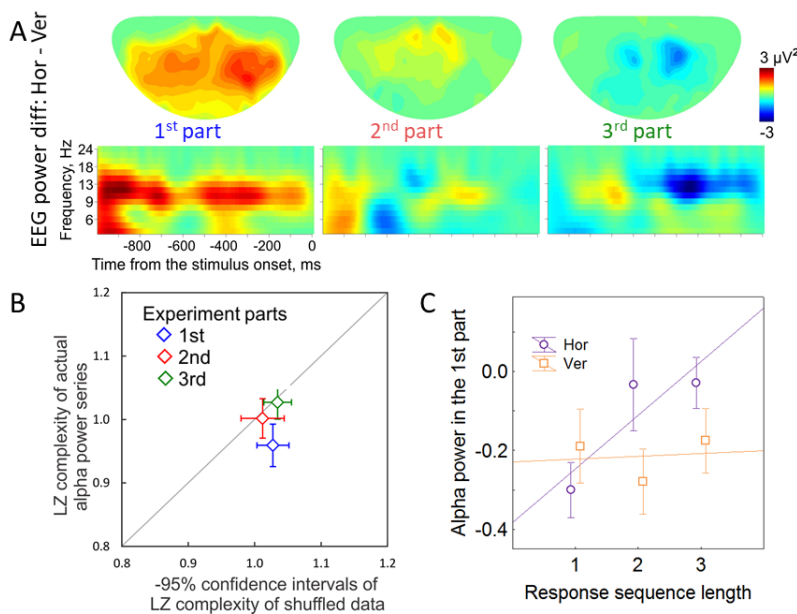 A
EEG power diff: Hor - Ver
3 µV²
-3
1st part
2nd part
3rd part
Frequency, Hz
24
18
13
9
6
-800
-600
-400
-200
0
Time from the stimulus onset, ms
B
1.2
1.1
1.0
0.9
0.8
Experiment parts
1st
2nd
3rd
LZ complexity of actual
alpha power series
0.8
0.9
1.0
1.1
1.2
-95% confidence intervals of
LZ complexity of shuffled data
C
Hor
Ver
Alpha power in the 1st part
0.0
-0.2
-0.4
1
2
3
Response sequence length